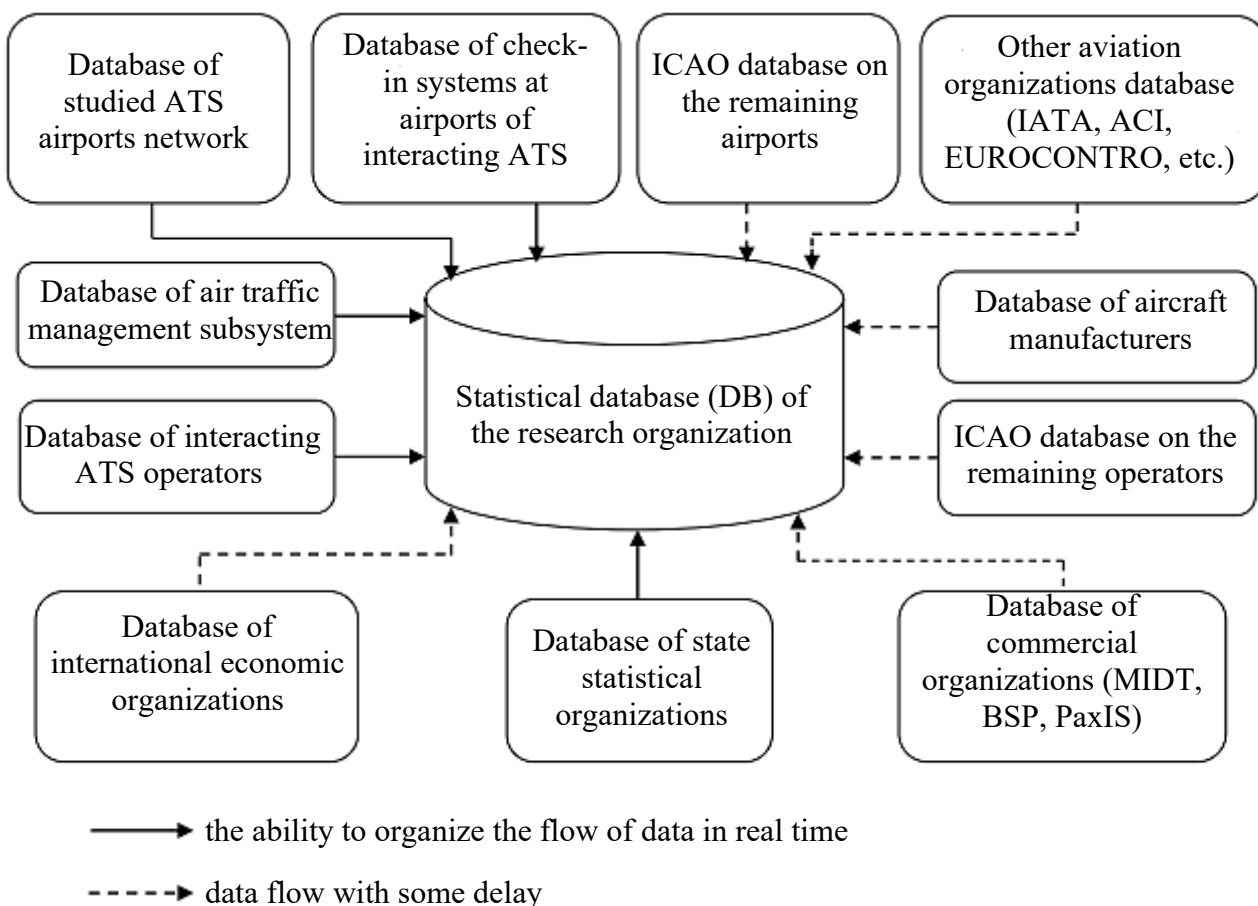 Database of
studied ATS
airports network
Database of check-
in systems at
airports of
interacting ATS
ICAO database on
the remaining
airports
Other aviation
organizations database
(IATA, ACI,
EUROCONTRO, etc.)
Database of air traffic
management subsystem
Database of aircraft
manufacturers
Statistical database (DB) of
the research organization
Database of interacting
ATS operators
ICAO database on the
remaining operators
Database of
international economic
organizations
Database of state
statistical
organizations
Database of
commercial
organizations (MIDT,
BSP, PaxIS)
the ability to organize the flow of data in real time
data flow with some delay